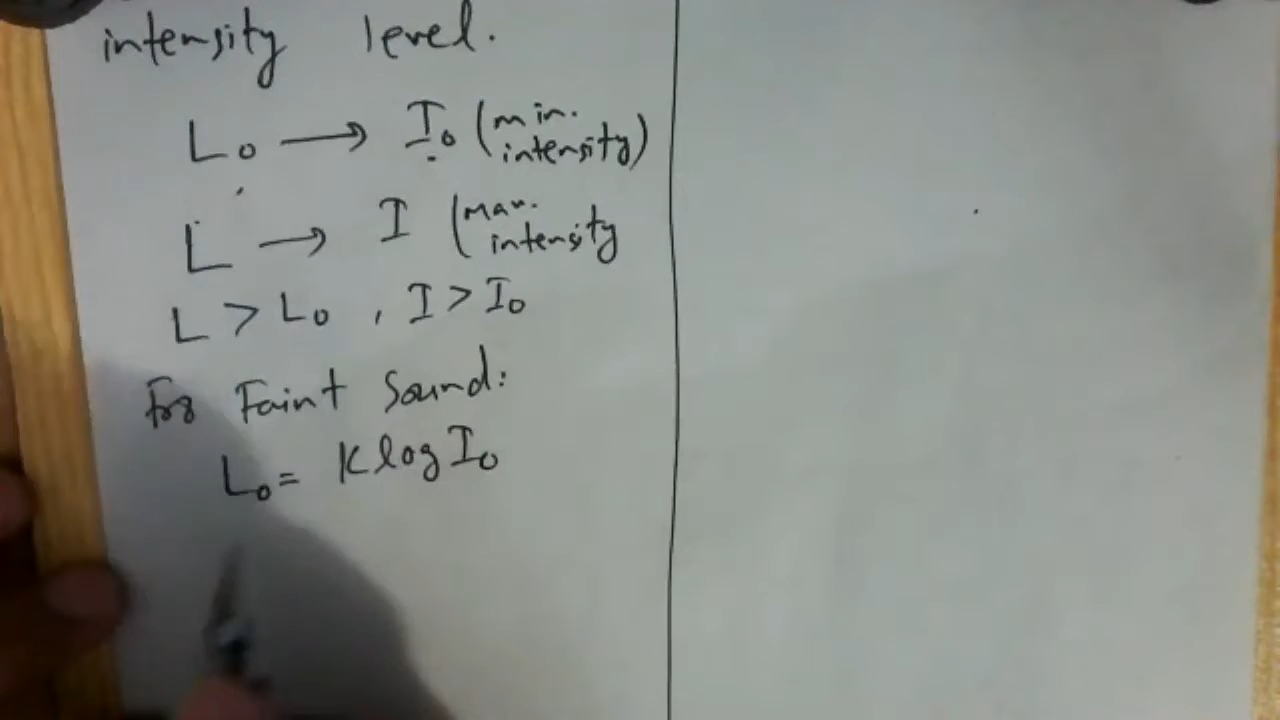 intensity level.
L₀ → I₀ (min. intensity)
L → I (max. intensity
L > L₀ , I > I₀
For Faint Sound:
L₀ = K log I₀